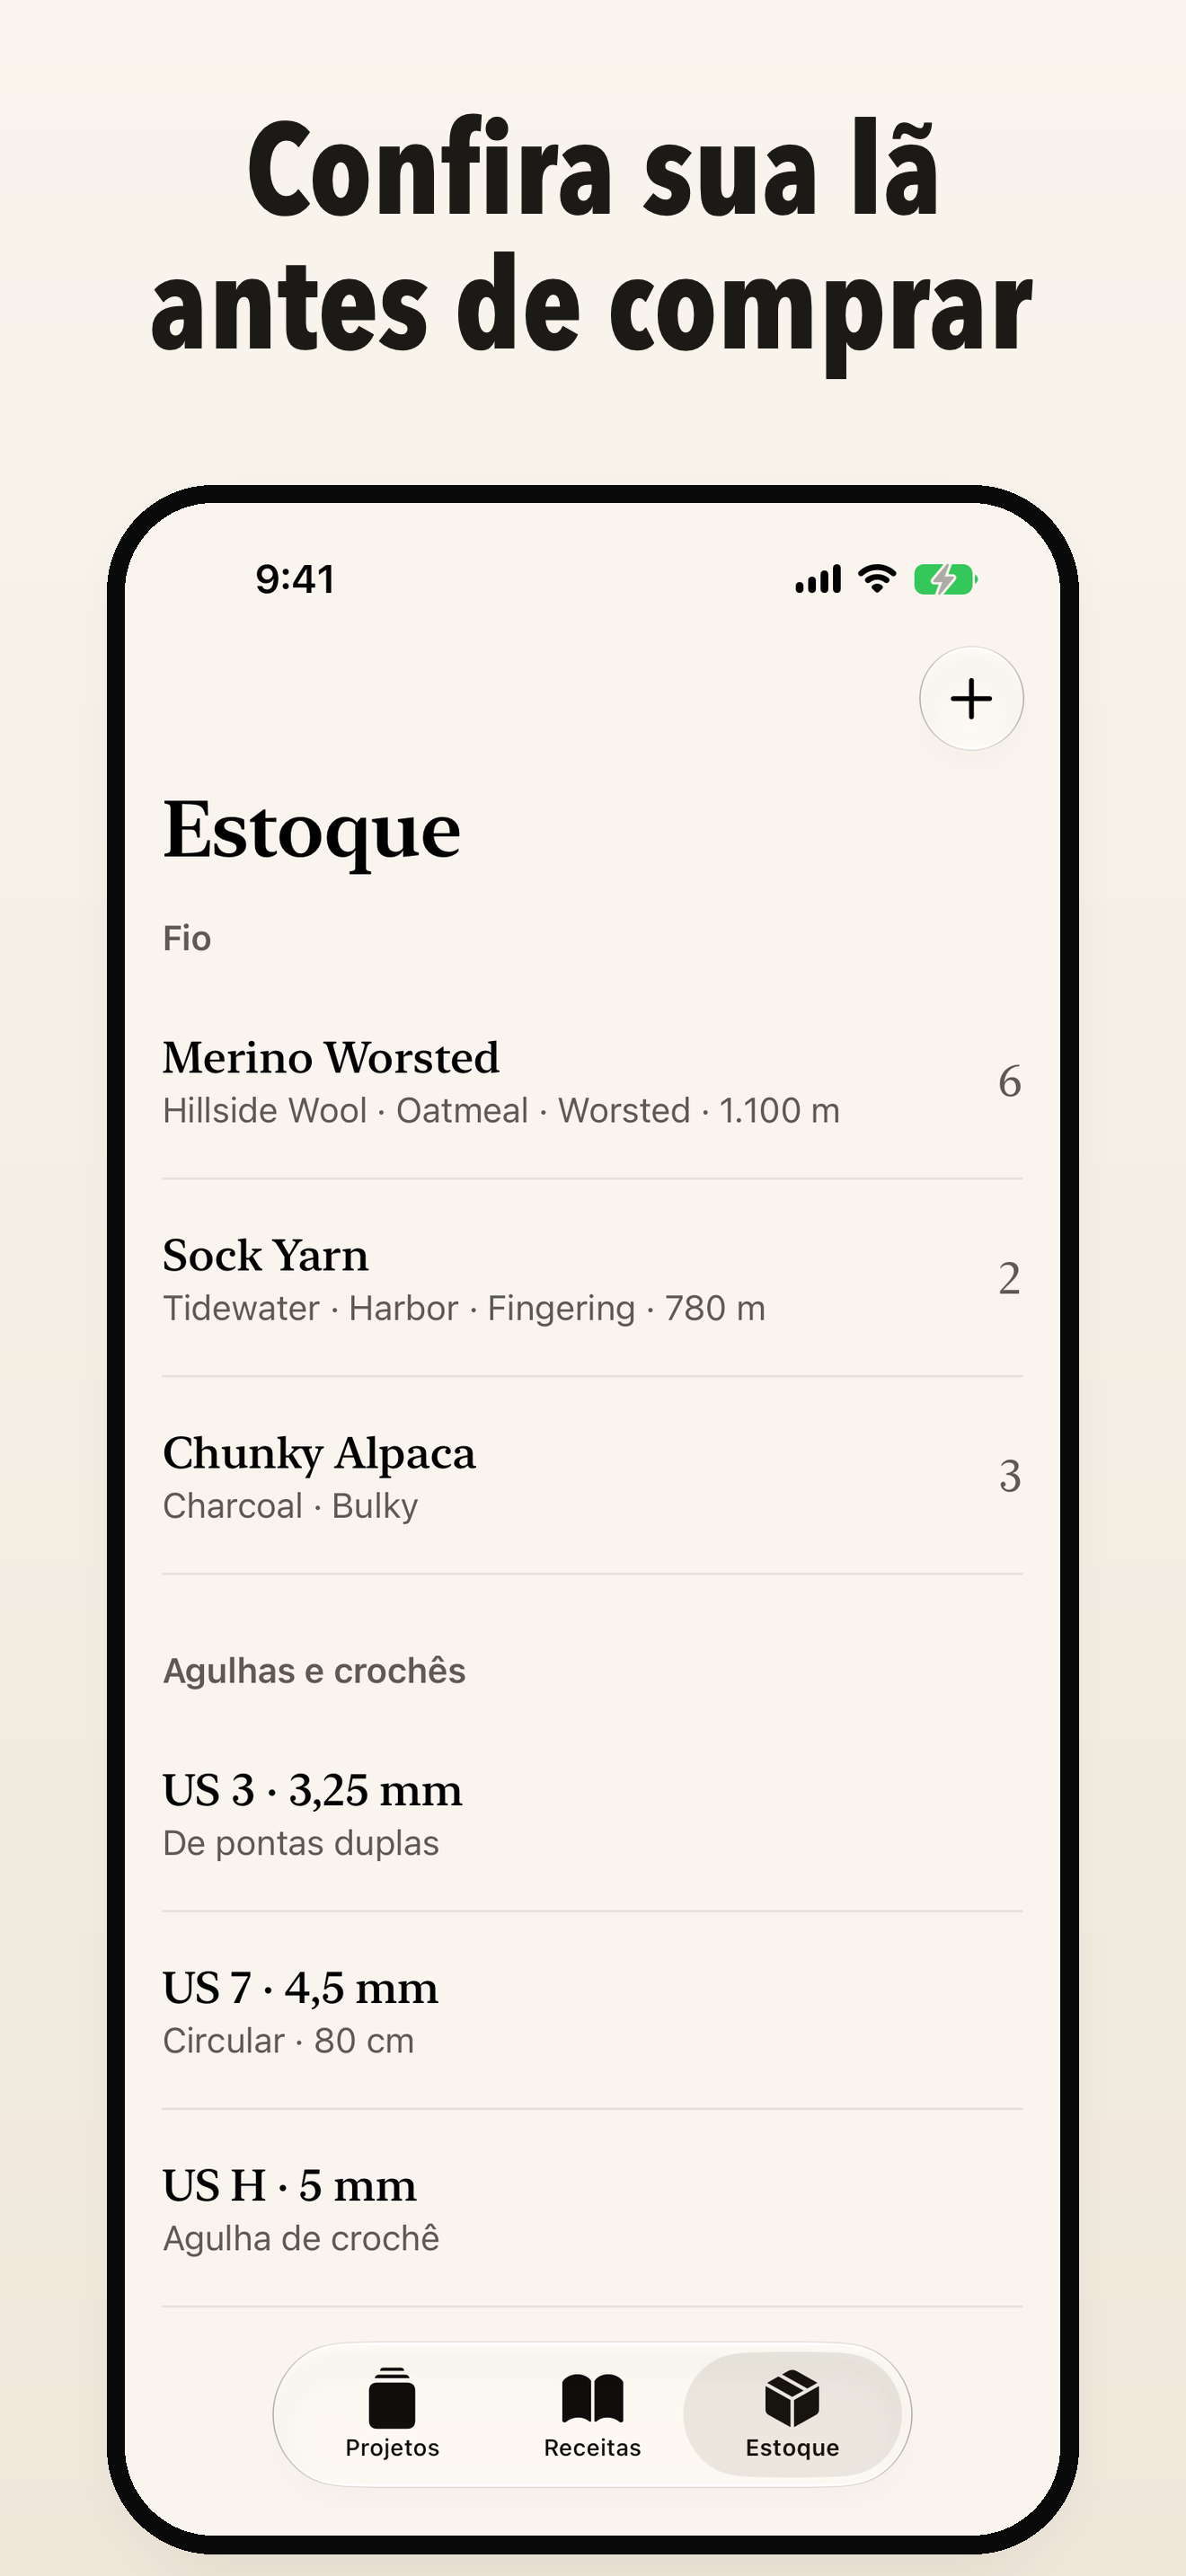 Confira sua lã
antes de comprar
9:41
Estoque
Fio
Merino Worsted
Hillside Wool · Oatmeal · Worsted · 1.100 m
6
Sock Yarn
Tidewater · Harbor · Fingering · 780 m
2
Chunky Alpaca
Charcoal · Bulky
3
Agulhas e crochês
US 3 · 3,25 mm
De pontas duplas
US 7 · 4,5 mm
Circular · 80 cm
US H · 5 mm
Agulha de crochê
Projetos
Receitas
Estoque